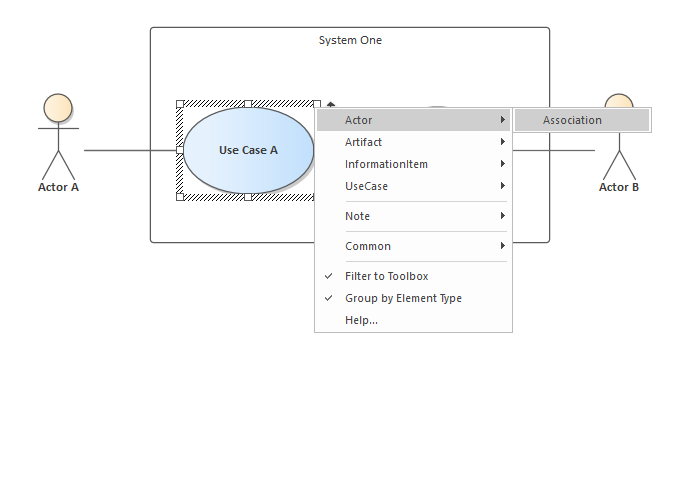 System One
Actor A
Use Case A
Actor B
Actor
Association
Artifact
InformationItem
UseCase
Note
Common
Filter to Toolbox
Group by Element Type
Help...